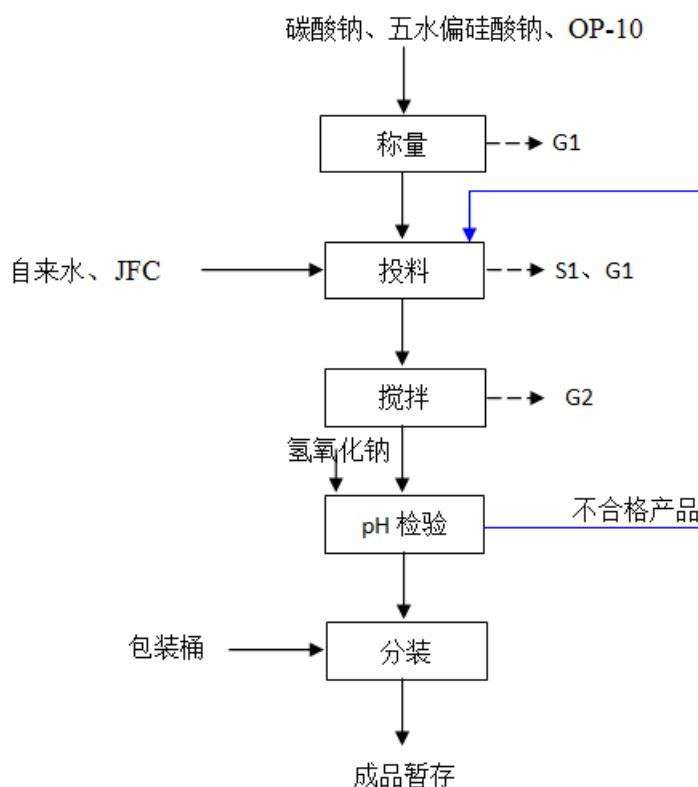 碳酸钠、五水偏硅酸钠、OP-10
称量
G1
自来水、JFC
投料
S1、G1
搅拌
G2
氢氧化钠
pH 检验
不合格产品
包装桶
分装
成品暂存